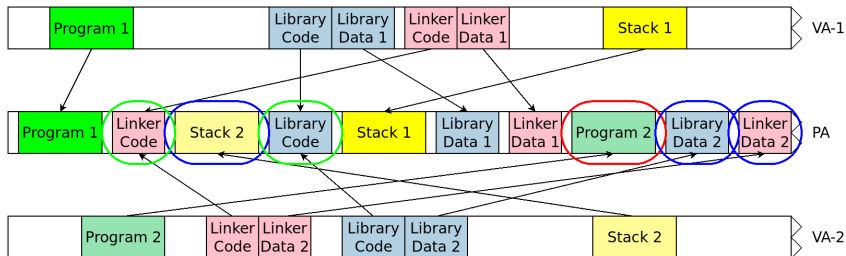 Program 1
Library Code
Library Data 1
Linker Code
Linker Data 1
Stack 1
VA-1
Program 1
Linker Code
Stack 2
Library Code
Stack 1
Library Data 1
Linker Data 1
Program 2
Library Data 2
Linker Data 2
PA
Program 2
Linker Code
Linker Data 2
Library Code
Library Data 2
Stack 2
VA-2